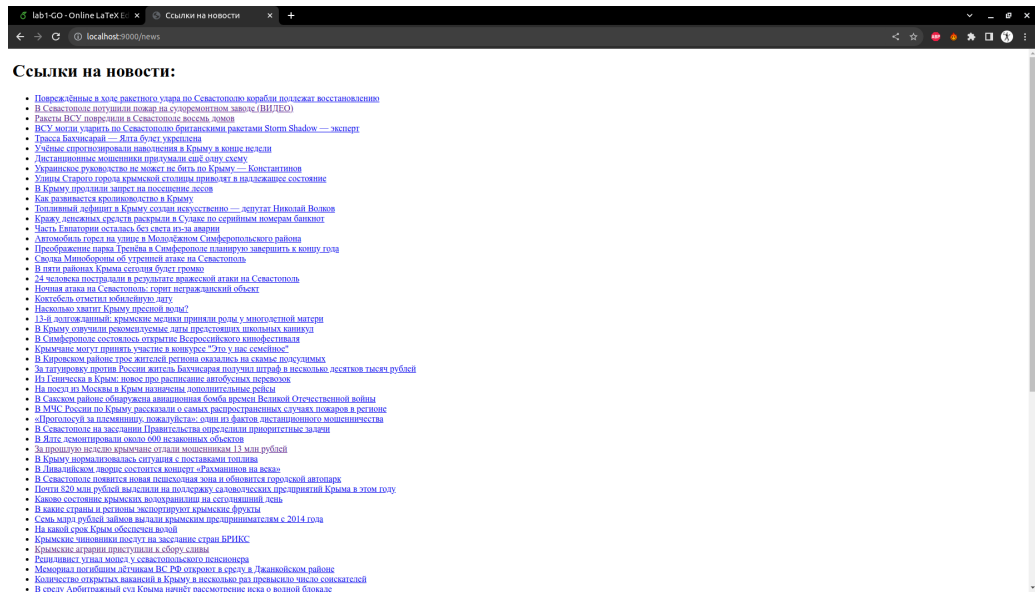 lab1-GO - Online LaTeX Ed
Ссылки на новости
localhost:9000/news
Ссылки на новости:
Повреждённые в ходе ракетного удара по Севастополю корабли подлежат восстановлению
В Севастополе потушили пожар на судоремонтном заводе (ВИДЕО)
Ракеты ВСУ повредили в Севастополе восемь домов
ВСУ могли ударить по Севастополю британскими ракетами Storm Shadow — эксперт
Трасса Бахчисарай — Ялта будет укреплена
Учёные спрогнозировали наводнения в Крыму в конце недели
Дистанционные мошенники придумали ещё одну схему
Украинское руководство не может не бить по Крыму — Константинов
Улицы Старого города крымской столицы приводят в надлежащее состояние
В Крыму продлили запрет на посещение лесов
Как развивается кролиководство в Крыму
Топливный дефицит в Крыму создан искусственно — депутат Николай Волков
Кражу денежных средств раскрыли в Судаке по серийным номерам банкнот
Часть Евпатории осталась без света из-за аварии
Автомобиль горел на улице в Молодёжном Симферопольского района
Преображение парка Тренёва в Симферополе планирую завершить к концу года
Сводка Минобороны об утренней атаке на Севастополь
В пяти районах Крыма сегодня будет громко
24 человека пострадали в результате вражеской атаки на Севастополь
Ночная атака на Севастополь: горит негражданский объект
Коктебель отметил юбилейную дату
Насколько хватит Крыму пресной воды?
13-й долгожданный: крымские медики приняли роды у многодетной матери
В Крыму озвучили рекомендуемые даты предстоящих школьных каникул
В Симферополе состоялось открытие Всероссийского кинофестиваля
Крымчане могут принять участие в конкурсе "Это у нас семейное"
В Кировском районе трое жителей региона оказались на скамье подсудимых
За татуировку против России житель Бахчисарая получил штраф в несколько десятков тысяч рублей
Из Геническа в Крым: новое про расписание автобусных перевозок
На поезд из Москвы в Крым назначены дополнительные рейсы
В Сакском районе обнаружена авиационная бомба времен Великой Отечественной войны
В МЧС России по Крыму рассказали о самых распространенных случаях пожаров в регионе
«Проголосуй за племянницу, пожалуйста»: один из фактов дистанционного мошенничества
В Севастополе на заседании Правительства определили приоритетные задачи
В Ялте демонтировали около 600 незаконных объектов
За прошлую неделю крымчане отдали мошенникам 13 млн рублей
В Крыму нормализовалась ситуация с поставками топлива
В Ливадийском дворце состоится концерт «Рахманинов на века»
В Севастополе появится новая пешеходная зона и обновится городской автопарк
Почти 820 млн рублей выделили на поддержку садоводческих предприятий Крыма в этом году
Каково состояние крымских водохранилищ на сегодняшний день
В какие страны и регионы экспортируют крымские фрукты
Семь млрд рублей займов выдали крымским предпринимателям с 2014 года
На какой срок Крым обеспечен водой
Крымские чиновники поедут на заседание стран БРИКС
Крымские аграрии приступили к сбору сливы
Рецидивист угнал мопед у севастопольского пенсионера
Мемориал погибшим лётчикам ВС РФ откроют в среду в Джанкойском районе
Количество открытых вакансий в Крыму в несколько раз превысило число соискателей
В среду Арбитражный суд Крыма начнёт рассмотрение иска о водной блокаде